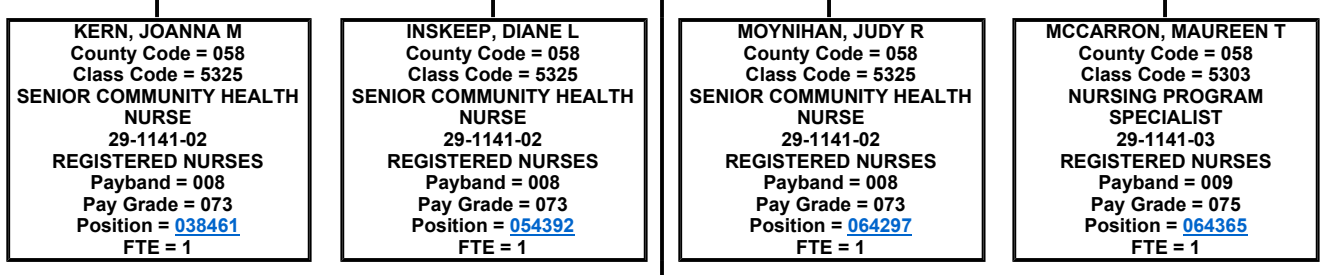 KERN, JOANNA M
County Code = 058
Class Code = 5325
SENIOR COMMUNITY HEALTH
NURSE
29-1141-02
REGISTERED NURSES
Payband = 008
Pay Grade = 073
Position = 038461
FTE = 1
INSKEEP, DIANE L
County Code = 058
Class Code = 5325
SENIOR COMMUNITY HEALTH
NURSE
29-1141-02
REGISTERED NURSES
Payband = 008
Pay Grade = 073
Position = 054392
FTE = 1
MOYNIHAN, JUDY R
County Code = 058
Class Code = 5325
SENIOR COMMUNITY HEALTH
NURSE
29-1141-02
REGISTERED NURSES
Payband = 008
Pay Grade = 073
Position = 064297
FTE = 1
MCCARRON, MAUREEN T
County Code = 058
Class Code = 5303
NURSING PROGRAM
SPECIALIST
29-1141-03
REGISTERED NURSES
Payband = 009
Pay Grade = 075
Position = 064365
FTE = 1